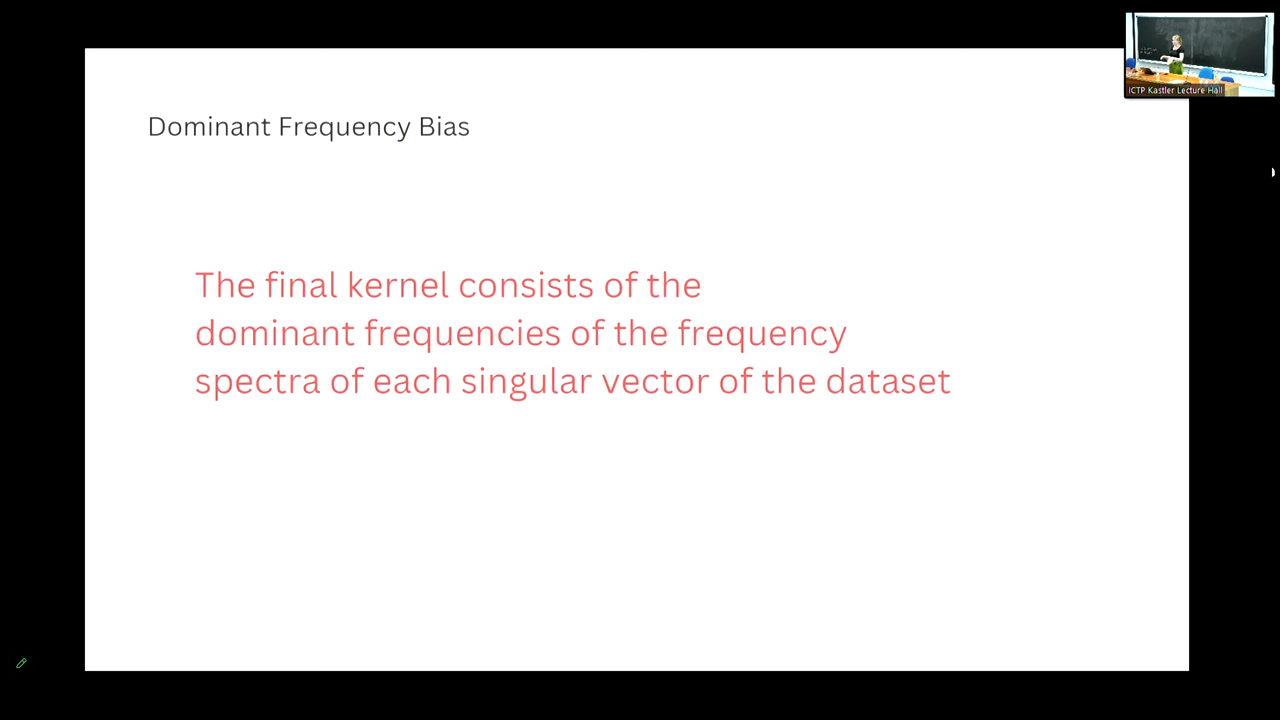 ICTP Kastler Lecture Hall
Dominant Frequency Bias
The final kernel consists of the
dominant frequencies of the frequency
spectra of each singular vector of the dataset